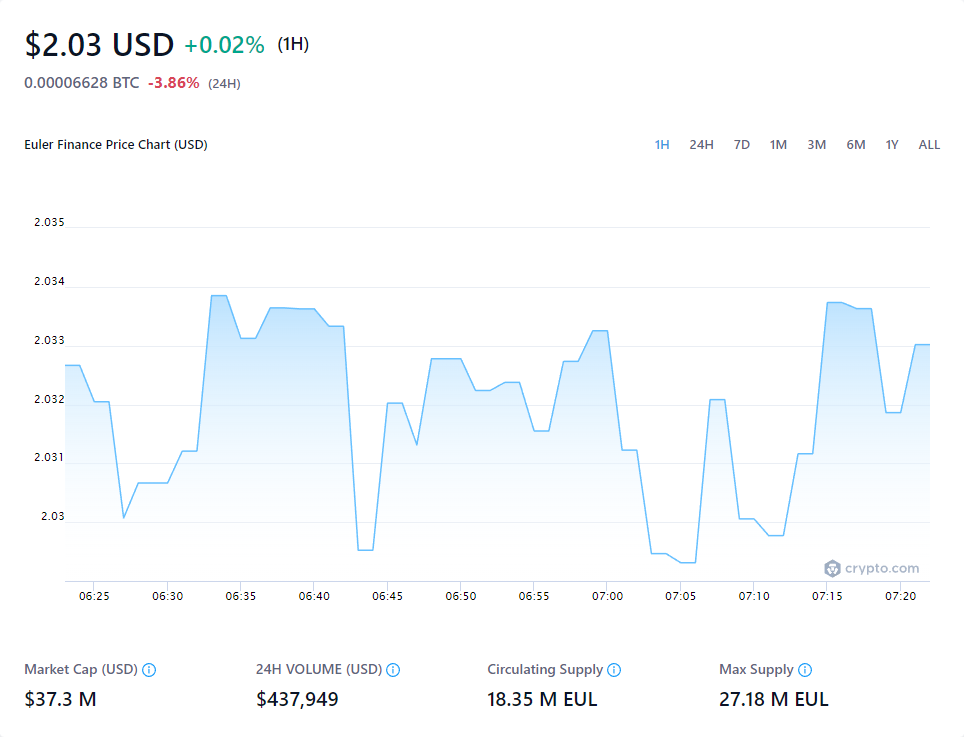 $2.03 USD +0.02% (1H)
0.00006628 BTC -3.86% (24H)
Euler Finance Price Chart (USD) 1H 24H 7D 1M 3M 6M 1Y ALL
2.035
2.034
2.033
2.032
2.031
2.03
crypto.com
06:25 06:30 06:35 06:40 06:45 06:50 06:55 07:00 07:05 07:10 07:15 07:20
Market Cap (USD) 24H VOLUME (USD) Circulating Supply Max Supply
$37.3 M $437,949 18.35 M EUL 27.18 M EUL